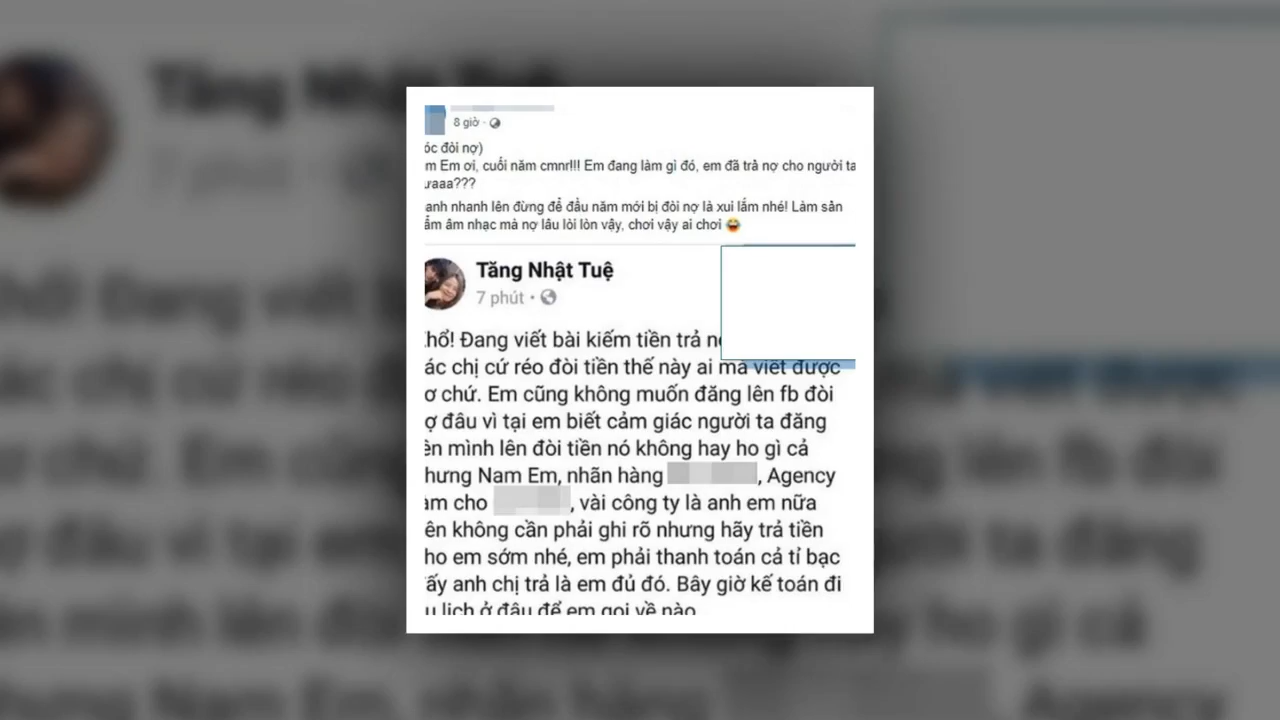 8 giờ
óc đòi nợ)
m Em ơi, cuối năm cmnr!!! Em đang làm gì đó, em đã trả nợ cho người ta
ưaaa???
anh nhanh lên đừng để đầu năm mới bị đòi nợ là xui lắm nhé! Làm sản
ẩm âm nhạc mà nợ lâu lòi lòn vậy, chơi vậy ai chơi 😂
Tăng Nhật Tuệ
7 phút
hổ! Đang viết bài kiếm tiền trả n
ác chị cứ réo đòi tiền thế này ai mà viết được
ơ chứ. Em cũng không muốn đăng lên fb đòi
ợ đâu vì tại em biết cảm giác người ta đăng
ên mình lên đòi tiền nó không hay ho gì cả
hưng Nam Em, nhãn hàng , Agency
àm cho , vài công ty là anh em nữa
ên không cần phải ghi rõ nhưng hãy trả tiền
ho em sớm nhé, em phải thanh toán cả tỉ bạc
ấy anh chị trả là em đủ đó. Bây giờ kế toán đi
u lịch ở đâu để em gọi về nào